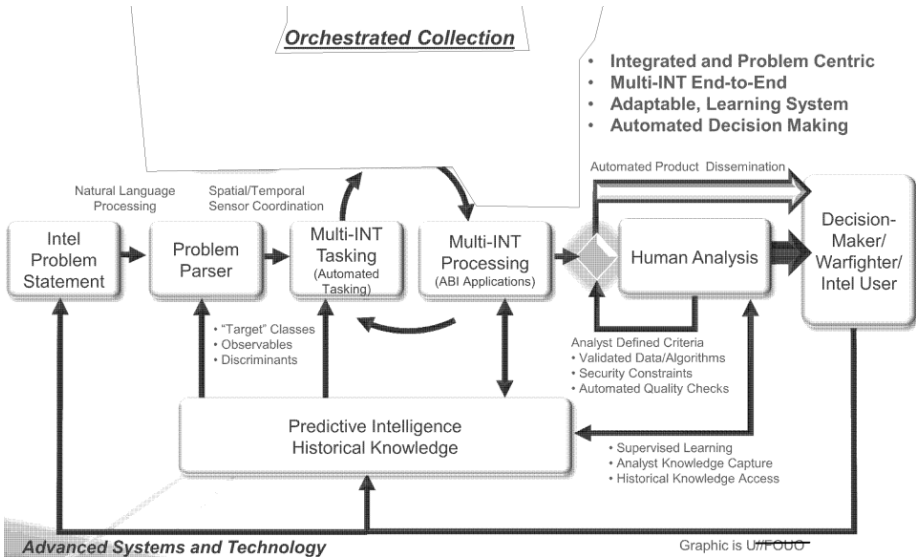 Orchestrated Collection
• Integrated and Problem Centric
• Multi-INT End-to-End
• Adaptable, Learning System
• Automated Decision Making
Automated Product Dissemination
Natural Language
Processing
Spatial/Temporal
Sensor Coordination
Intel
Problem
Statement
Problem
Parser
Multi-INT
Tasking
(Automated
Tasking)
Multi-INT
Processing
(ABI Applications)
Human Analysis
Decision-
Maker/
Warfighter/
Intel User
• "Target" Classes
• Observables
• Discriminants
Analyst Defined Criteria
• Validated Data/Algorithms
• Security Constraints
• Automated Quality Checks
Predictive Intelligence
Historical Knowledge
• Supervised Learning
• Analyst Knowledge Capture
• Historical Knowledge Access
Advanced Systems and Technology
Graphic is U//FOUO